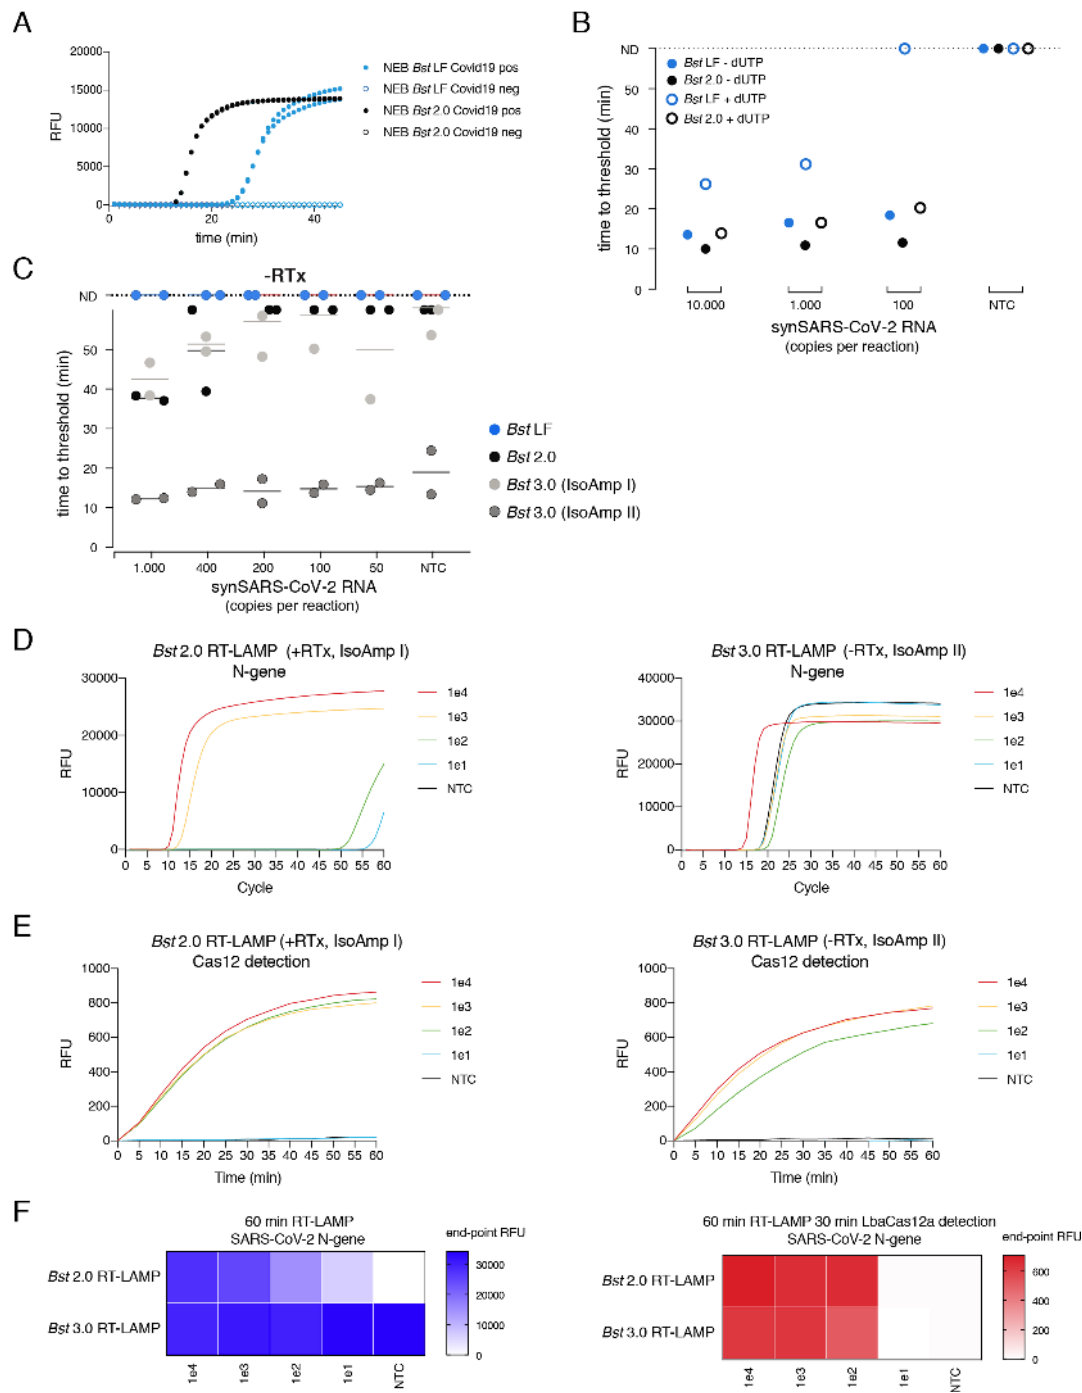 A
20000
15000
10000
5000
0
RFU
0
20
40
time (min)
NEB Bst LF Covid19 pos
NEB Bst LF Covid19 neg
NEB Bst 2.0 Covid19 pos
NEB Bst 2.0 Covid19 neg
B
ND
60
50
40
30
20
10
0
time to threshold (min)
Bst LF - dUTP
Bst 2.0 - dUTP
Bst LF + dUTP
Bst 2.0 + dUTP
10.000
1.000
100
NTC
synSARS-CoV-2 RNA
(copies per reaction)
C
-RTx
ND
50
40
30
20
10
0
time to threshold (min)
1.000
400
200
100
50
NTC
synSARS-CoV-2 RNA
(copies per reaction)
Bst LF
Bst 2.0
Bst 3.0 (IsoAmp I)
Bst 3.0 (IsoAmp II)
D
Bst 2.0 RT-LAMP (+RTx, IsoAmp I)
N-gene
30000
20000
10000
0
RFU
0 5 10 15 20 25 30 35 40 45 50 55 60
Cycle
1e4
1e3
1e2
1e1
NTC
Bst 3.0 RT-LAMP (-RTx, IsoAmp II)
N-gene
40000
30000
20000
10000
0
RFU
0 5 10 15 20 25 30 35 40 45 50 55 60
Cycle
1e4
1e3
1e2
1e1
NTC
E
Bst 2.0 RT-LAMP (+RTx, IsoAmp I)
Cas12 detection
1000
800
600
400
200
0
RFU
0 5 10 15 20 25 30 35 40 45 50 55 60
Time (min)
1e4
1e3
1e2
1e1
NTC
Bst 3.0 RT-LAMP (-RTx, IsoAmp II)
Cas12 detection
1000
800
600
400
200
0
RFU
0 5 10 15 20 25 30 35 40 45 50 55 60
Time (min)
1e4
1e3
1e2
1e1
NTC
F
60 min RT-LAMP
SARS-CoV-2 N-gene
end-point RFU
30000
20000
10000
0
Bst 2.0 RT-LAMP
Bst 3.0 RT-LAMP
1e4
1e3
1e2
1e1
NTC
60 min RT-LAMP 30 min LbaCas12a detection
SARS-CoV-2 N-gene
end-point RFU
600
400
200
0
Bst 2.0 RT-LAMP
Bst 3.0 RT-LAMP
1e4
1e3
1e2
1e1
NTC